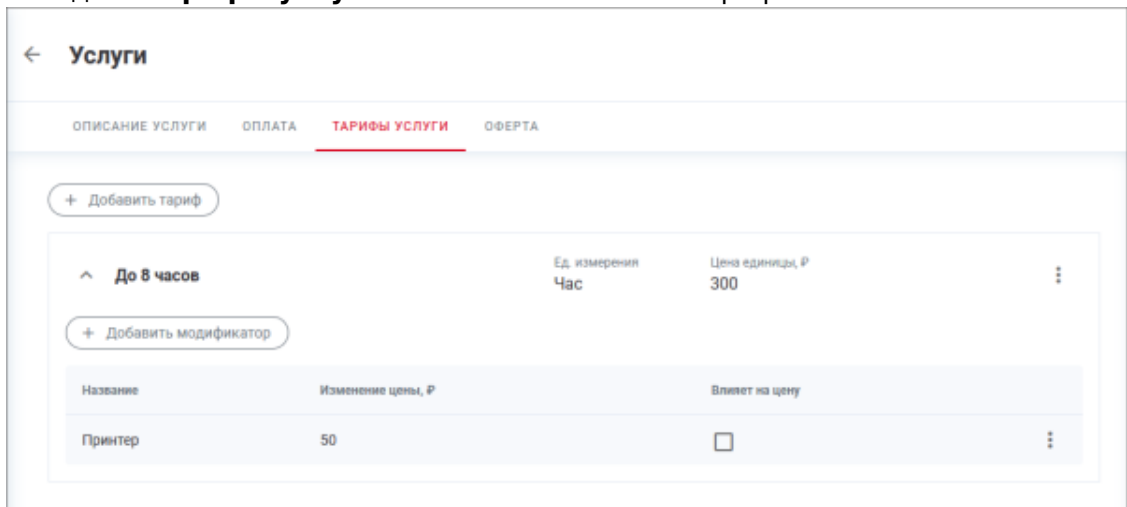 Услуги
ОПИСАНИЕ УСЛУГИ ОПЛАТА ТАРИФЫ УСЛУГИ ОФЕРТА
+ Добавить тариф
До 8 часов Ед. измерения Час Цена единицы, ₽ 300
+ Добавить модификатор
Название Изменение цены, ₽ Влияет на цену
Принтер 50